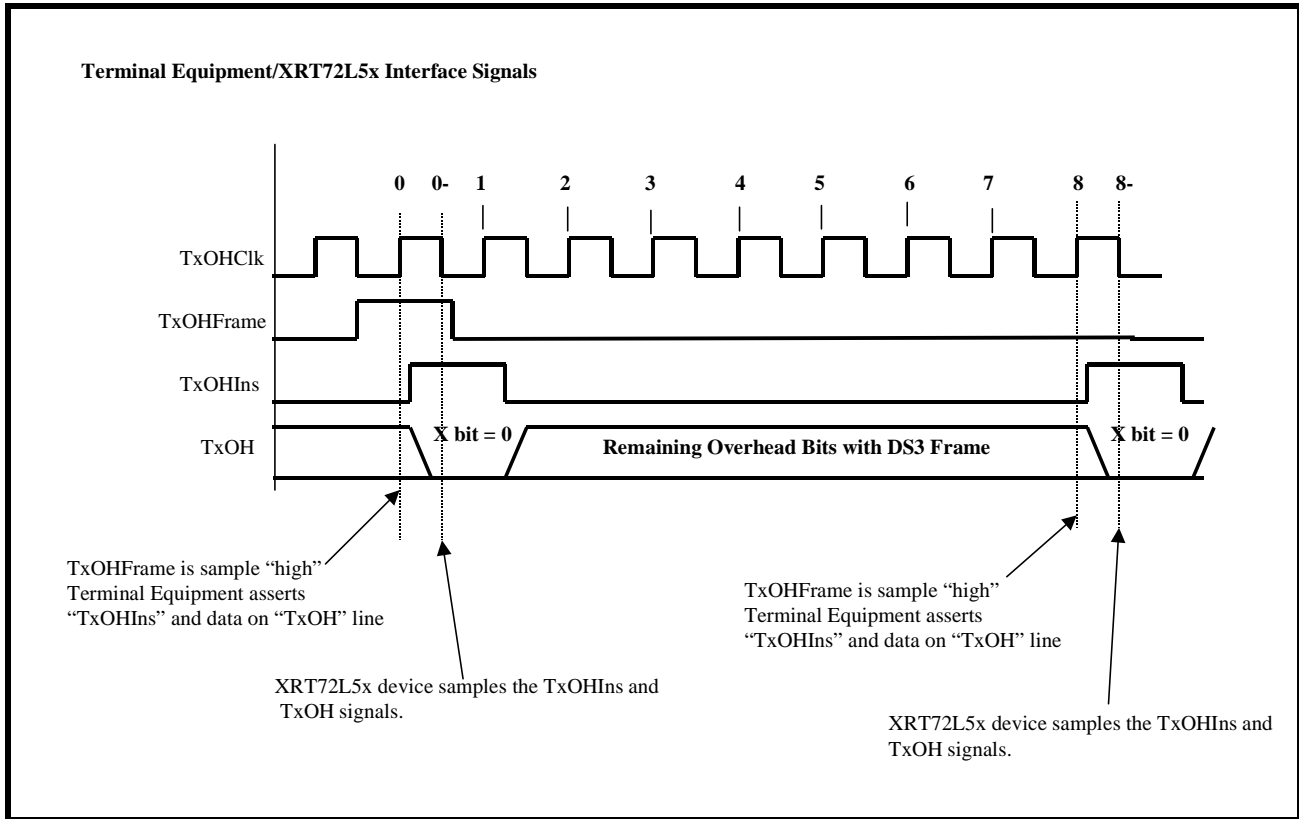 Terminal Equipment/XRT72L5x Interface Signals
0 0- 1 2 3 4 5 6 7 8 8-
TxOHClk
TxOHFrame
TxOHIns
TxOH
X bit = 0
Remaining Overhead Bits with DS3 Frame
X bit = 0
TxOHFrame is sample “high”
Terminal Equipment asserts
“TxOHIns” and data on “TxOH” line
XRT72L5x device samples the TxOHIns and
TxOH signals.
TxOHFrame is sample “high”
Terminal Equipment asserts
“TxOHIns” and data on “TxOH” line
XRT72L5x device samples the TxOHIns and
TxOH signals.